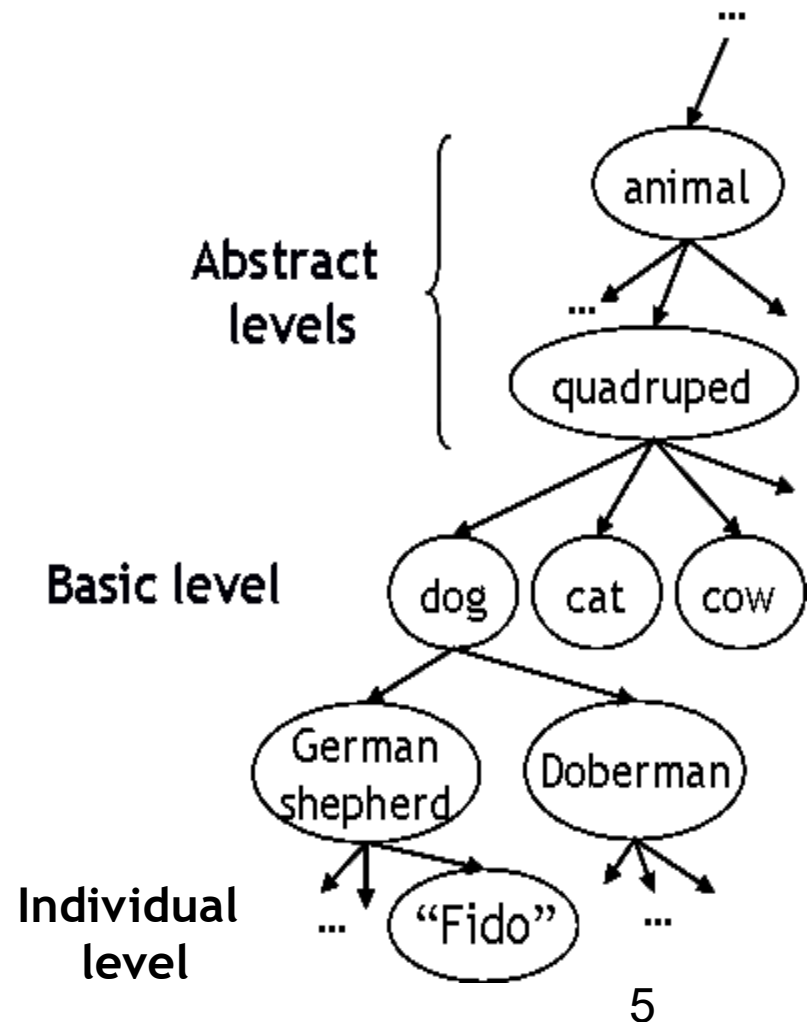 ...
animal
Abstract
levels
...
quadruped
Basic level
dog
cat
cow
German
shepherd
Doberman
Individual
level
...
“Fido”
...
5